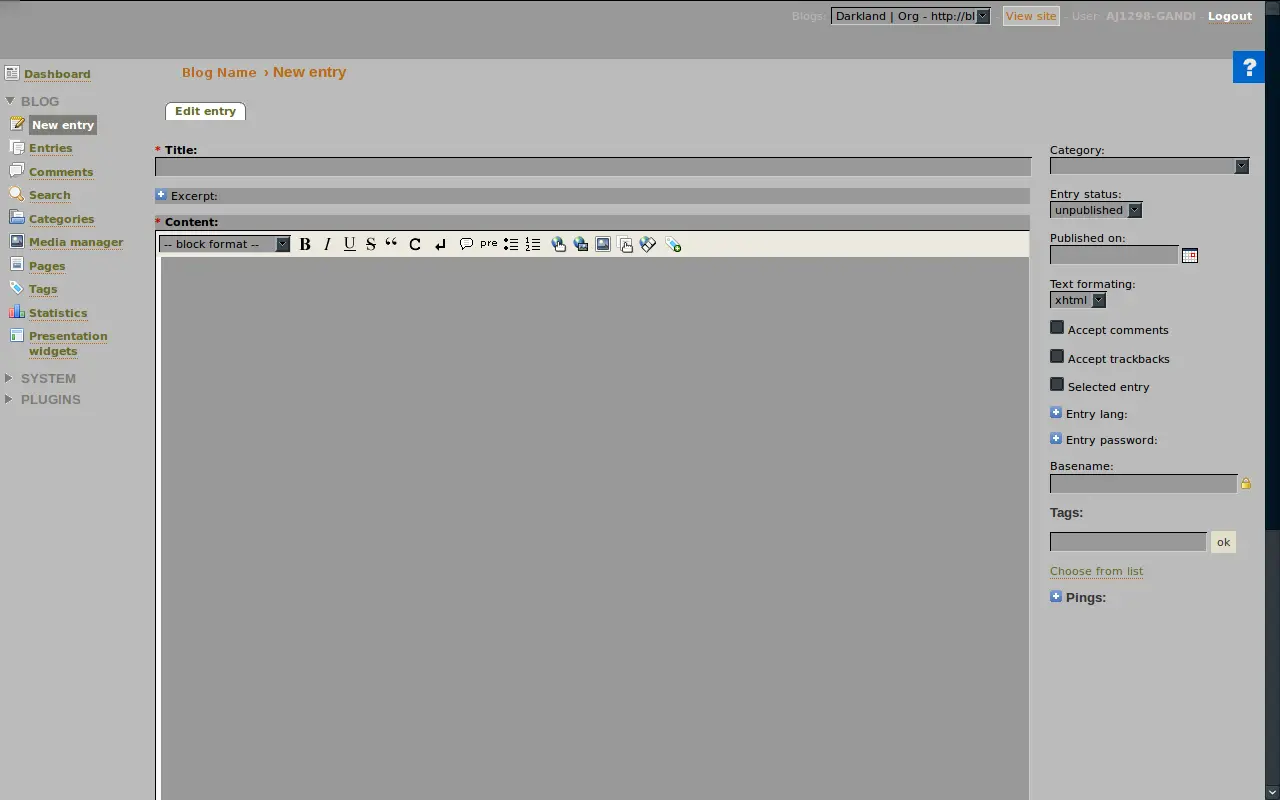 Blogs: Darkland | Org - http://bl View site - User: AJ1298-GANDI - Logout
?
Dashboard
BLOG
New entry
Entries
Comments
Search
Categories
Media manager
Pages
Tags
Statistics
Presentation
widgets
SYSTEM
PLUGINS
Blog Name › New entry
Edit entry
* Title:
Excerpt:
* Content:
-- block format -- B I U S “ C pre
Category:
Entry status:
unpublished
Published on:
Text formating:
xhtml
Accept comments
Accept trackbacks
Selected entry
Entry lang:
Entry password:
Basename:
Tags:
ok
Choose from list
Pings: